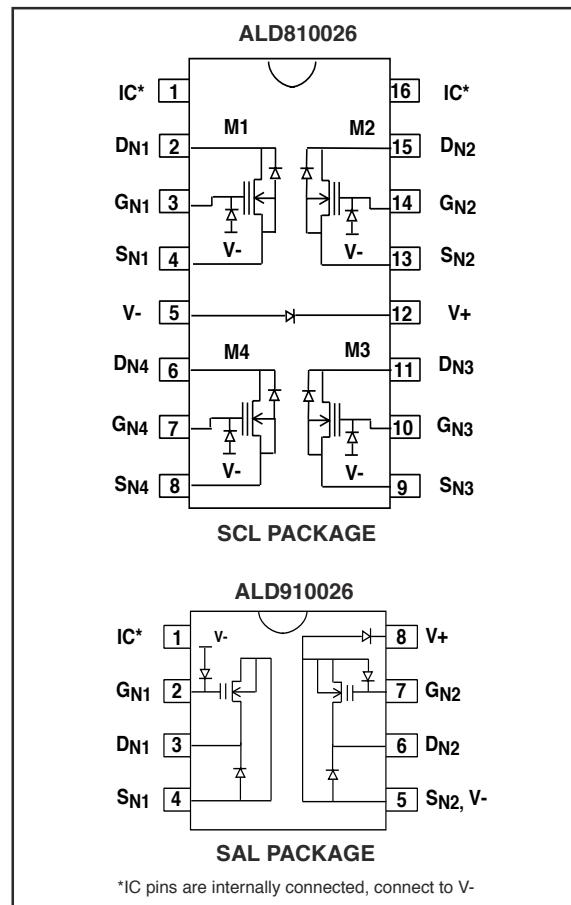 ALD810026
IC* 1 16 IC*
M1 M2
DN1 2 15 DN2
GN1 3 14 GN2
V- V-
SN1 4 13 SN2
V- 5 12 V+
M4 M3
DN4 6 11 DN3
GN4 7 10 GN3
V- V-
SN4 8 9 SN3
SCL PACKAGE
ALD910026
IC* 1 V- 8 V+
GN1 2 7 GN2
DN1 3 6 DN2
SN1 4 5 SN2, V-
SAL PACKAGE
*IC pins are internally connected, connect to V-